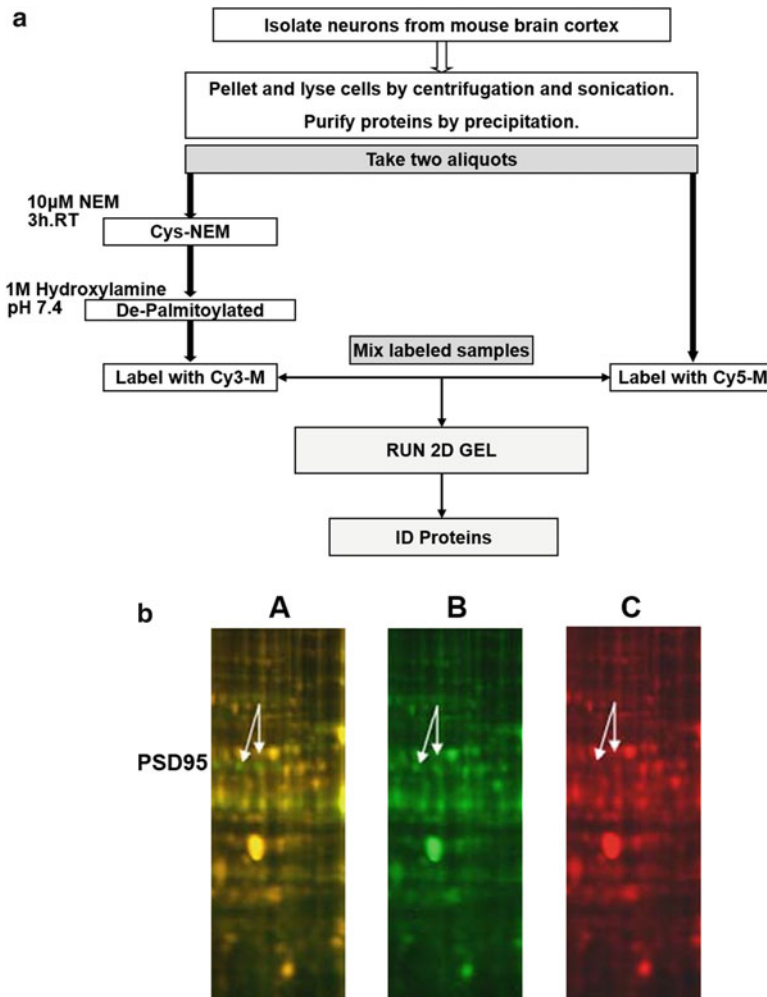 a
Isolate neurons from mouse brain cortex
Pellet and lyse cells by centrifugation and sonication.
Purify proteins by precipitation.
Take two aliquots
10µM NEM
3h.RT
Cys-NEM
1M Hydroxylamine
pH 7.4
De-Palmitoylated
Mix labeled samples
Label with Cy3-M
Label with Cy5-M
RUN 2D GEL
ID Proteins
b
A
B
C
PSD95